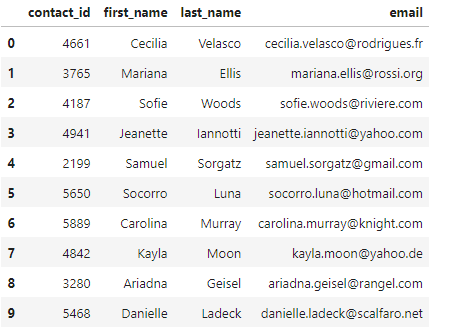 contact_id first_name last_name email
0 4661 Cecilia Velasco cecilia.velasco@rodrigues.fr
1 3765 Mariana Ellis mariana.ellis@rossi.org
2 4187 Sofie Woods sofie.woods@riviere.com
3 4941 Jeanette Iannotti jeanette.iannotti@yahoo.com
4 2199 Samuel Sorgatz samuel.sorgatz@gmail.com
5 5650 Socorro Luna socorro.luna@hotmail.com
6 5889 Carolina Murray carolina.murray@knight.com
7 4842 Kayla Moon kayla.moon@yahoo.de
8 3280 Ariadna Geisel ariadna.geisel@rangel.com
9 5468 Danielle Ladeck danielle.ladeck@scalfaro.net